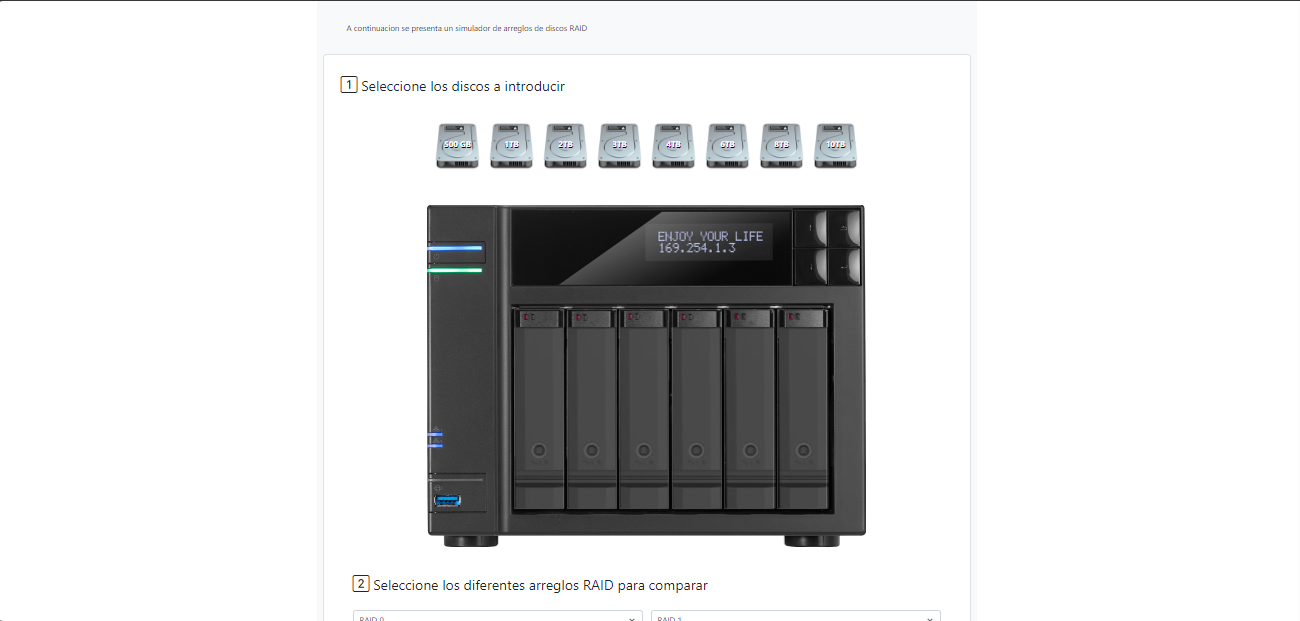 A continuacion se presenta un simulador de arreglos de discos RAID
1 Seleccione los discos a introducir
500 GB 1TB 2TB 3TB 4TB 6TB 8TB 10TB
ENJOY YOUR LIFE
169.254.1.3
2 Seleccione los diferentes arreglos RAID para comparar
RAID 0 RAID 1